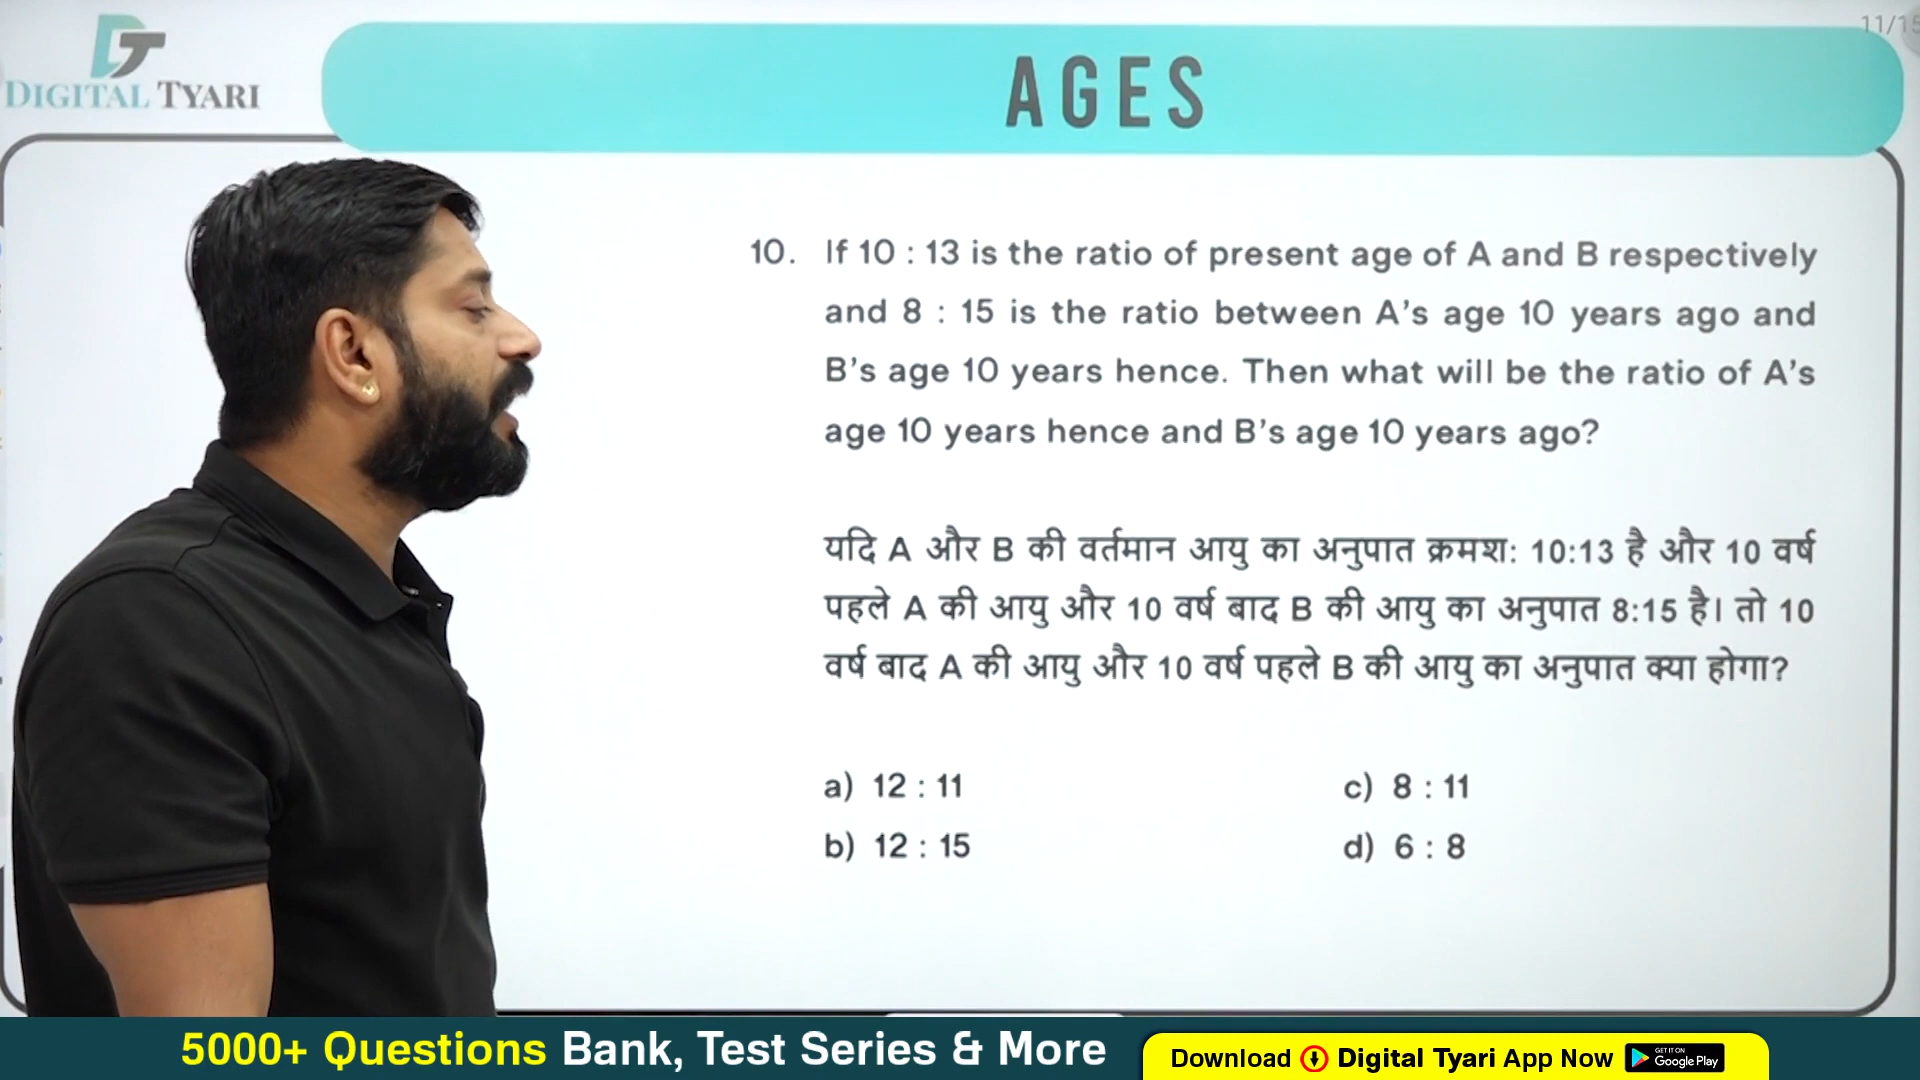 11/15
DIGITAL TYARI
AGES
10. If 10 : 13 is the ratio of present age of A and B respectively
and 8 : 15 is the ratio between A’s age 10 years ago and
B’s age 10 years hence. Then what will be the ratio of A’s
age 10 years hence and B’s age 10 years ago?
यदि A और B की वर्तमान आयु का अनुपात क्रमश: 10:13 है और 10 वर्ष
पहले A की आयु और 10 वर्ष बाद B की आयु का अनुपात 8:15 है। तो 10
वर्ष बाद A की आयु और 10 वर्ष पहले B की आयु का अनुपात क्या होगा?
a) 12 : 11
c) 8 : 11
b) 12 : 15
d) 6 : 8
5000+ Questions Bank, Test Series & More
Download Digital Tyari App Now
GET IT ON
Google Play